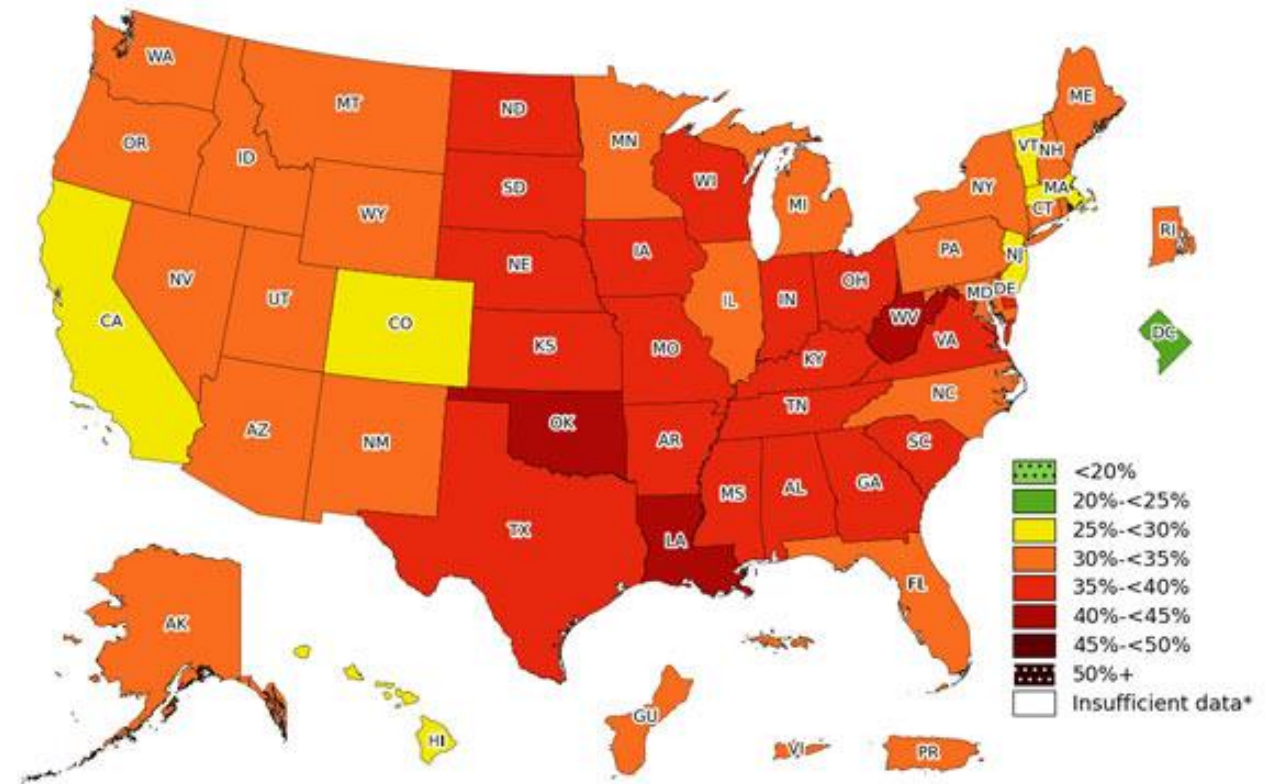 WA
MT
ND
MN
ME
OR
ID
VT
NH
SD
WI
NY
MA
WY
MI
CT
RI
IA
PA
NE
NJ
NV
OH
UT
IL
IN
MD
DE
CA
CO
WV
DC
VA
KS
MO
KY
NC
TN
AZ
OK
NM
AR
SC
MS
AL
GA
TX
LA
FL
AK
GU
HI
VI
PR
<20%
20%-<25%
25%-<30%
30%-<35%
35%-<40%
40%-<45%
45%-<50%
50%+
Insufficient data*